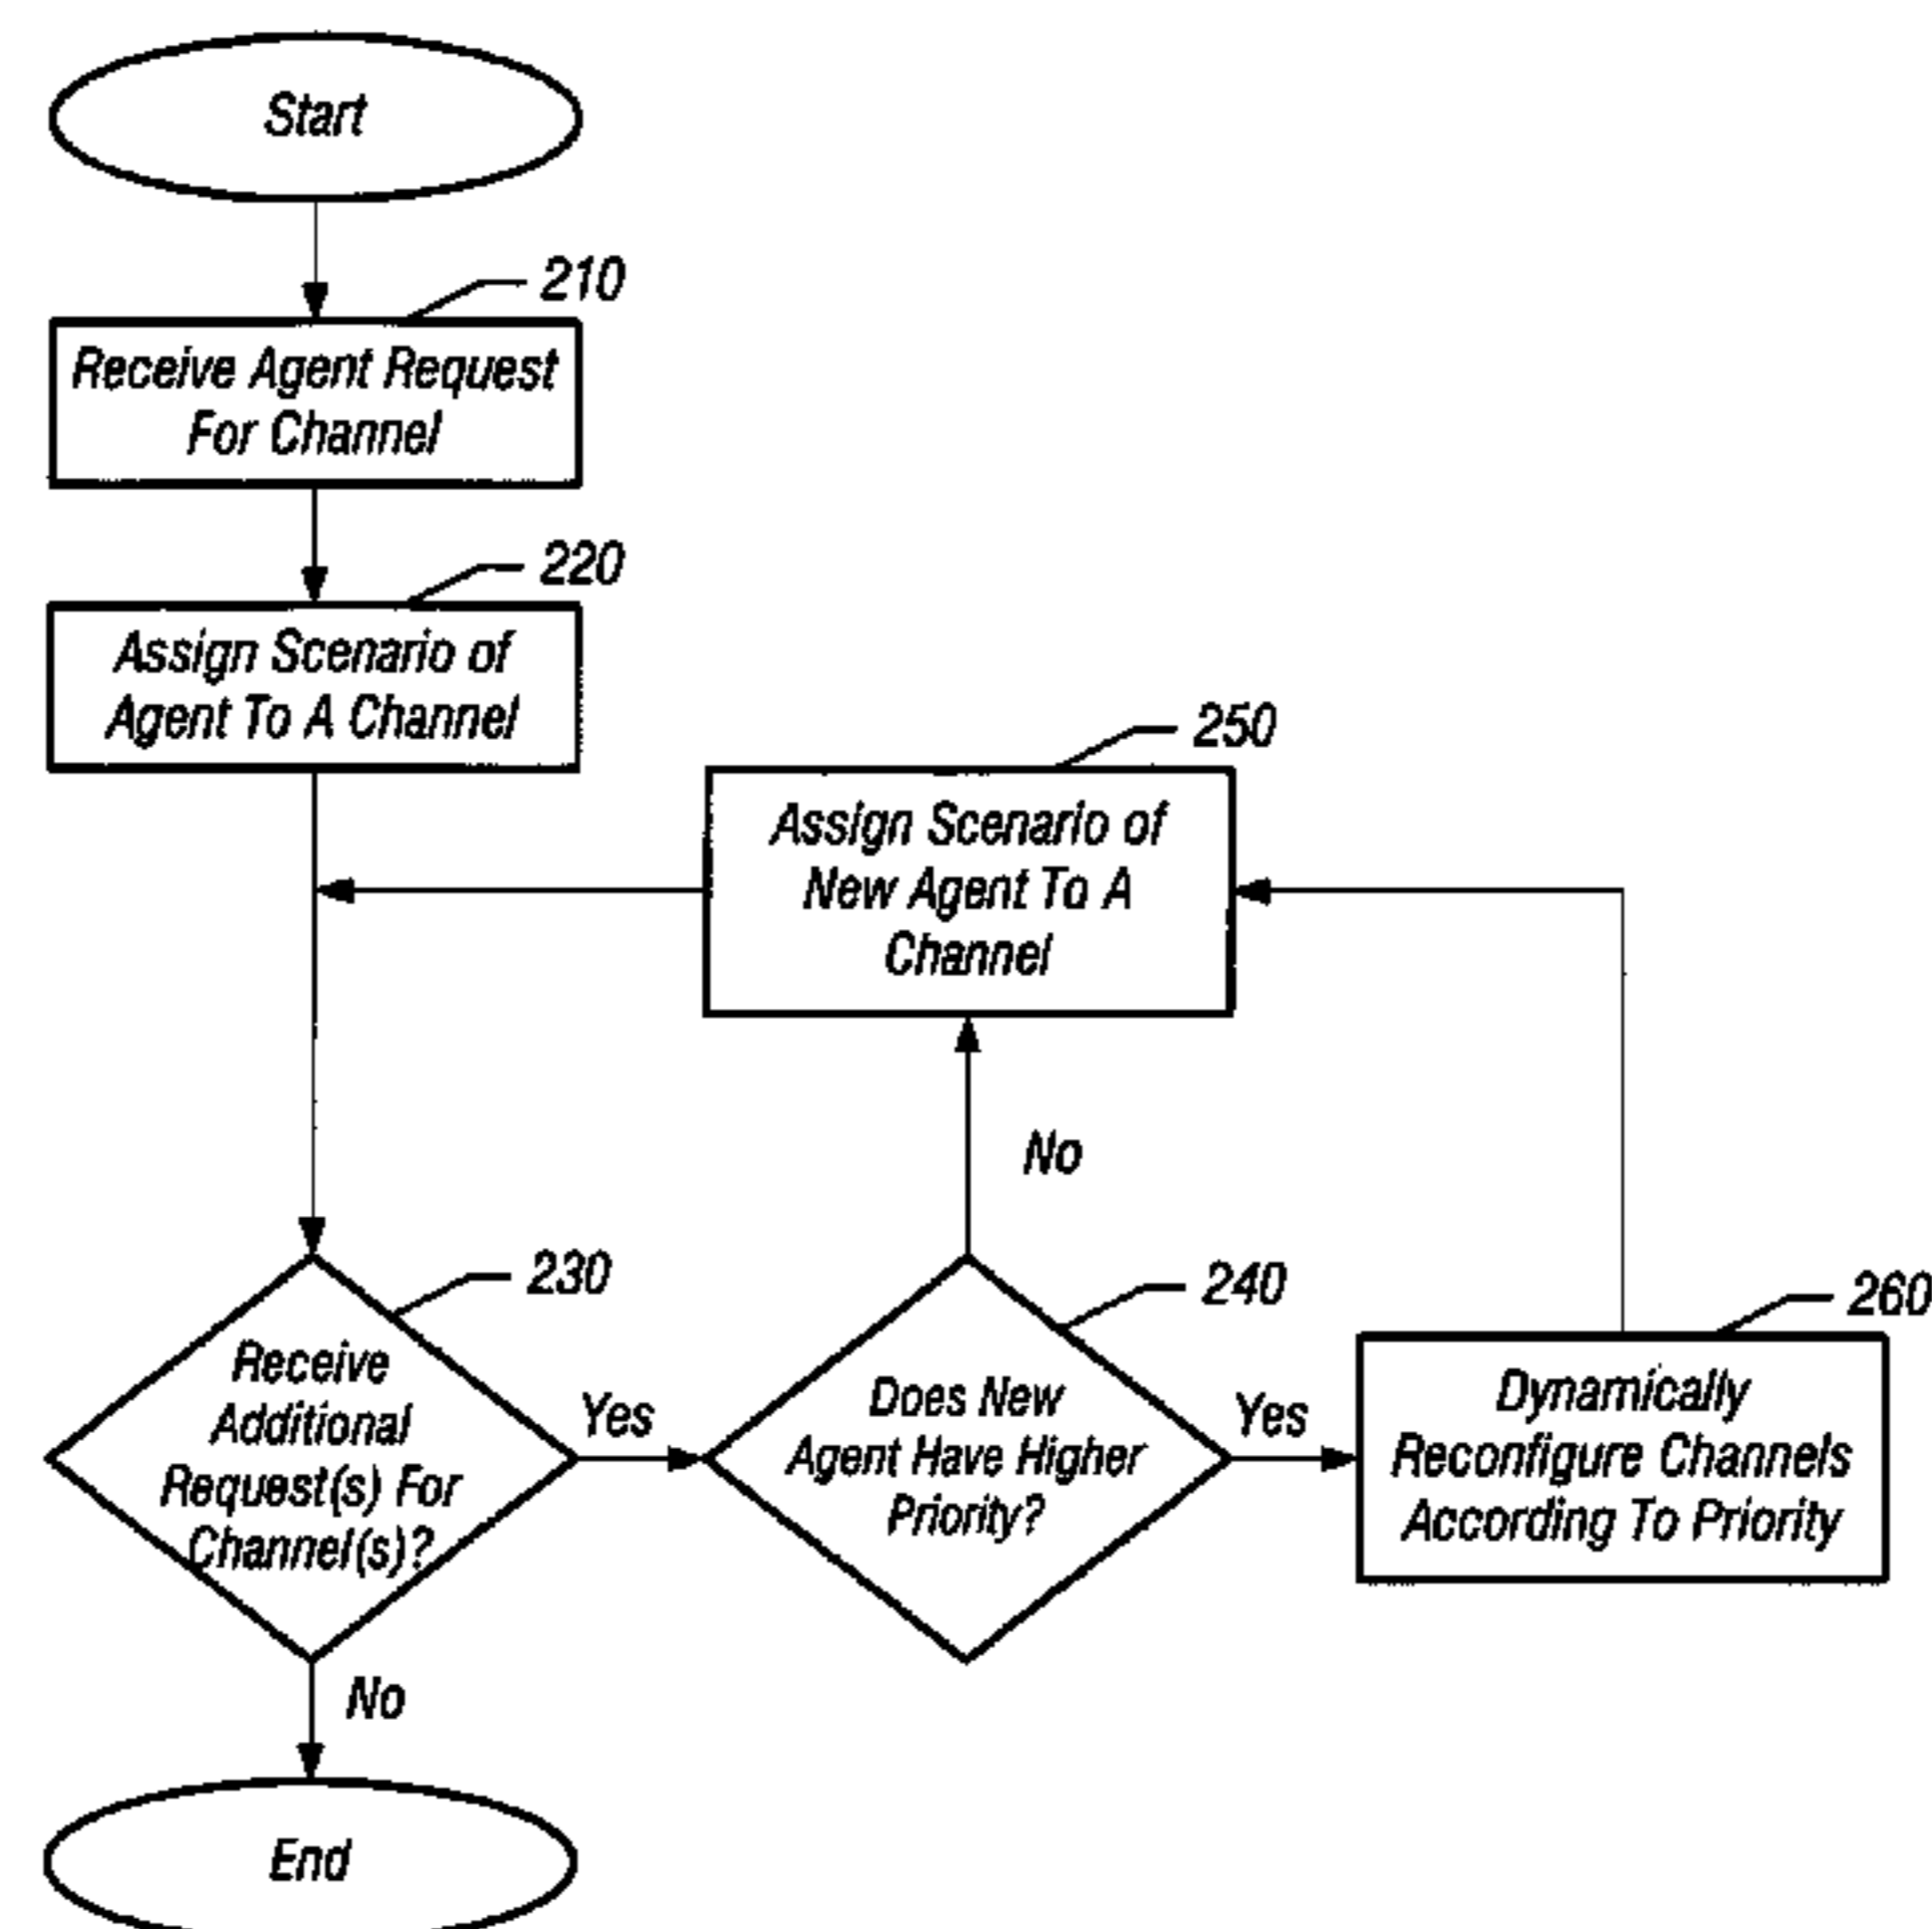 Start
210
Receive Agent Request
For Channel
220
Assign Scenario of
Agent To A Channel
250
Assign Scenario of
New Agent To A
Channel
No
230
Receive
Additional
Request(s) For
Channel(s)?
Yes
240
Does New
Agent Have Higher
Priority?
Yes
260
Dynamically
Reconfigure Channels
According To Priority
No
End